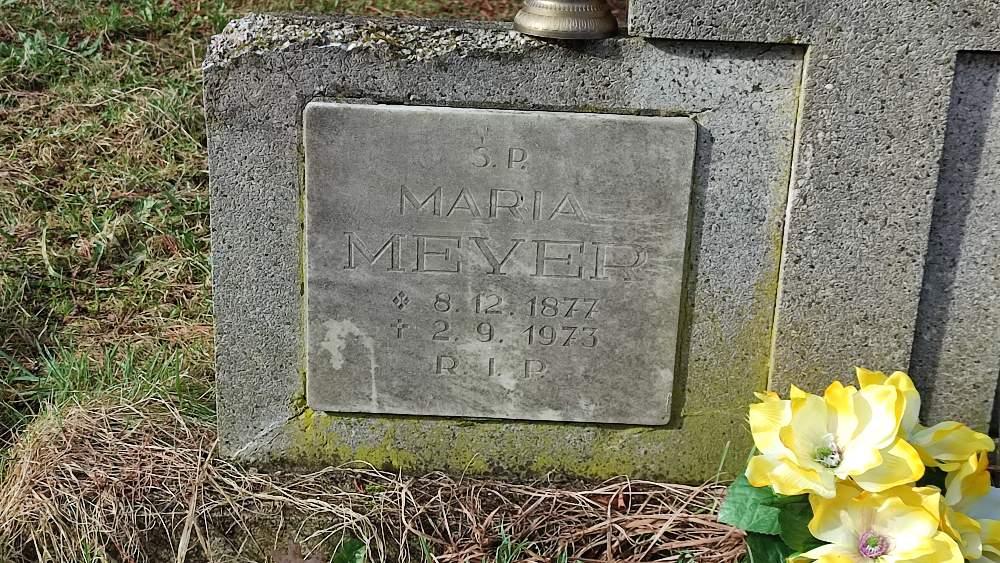 Ś.P.
MARIA
MEYER
8.12.1877
† 2.9.1973
R.I.P.